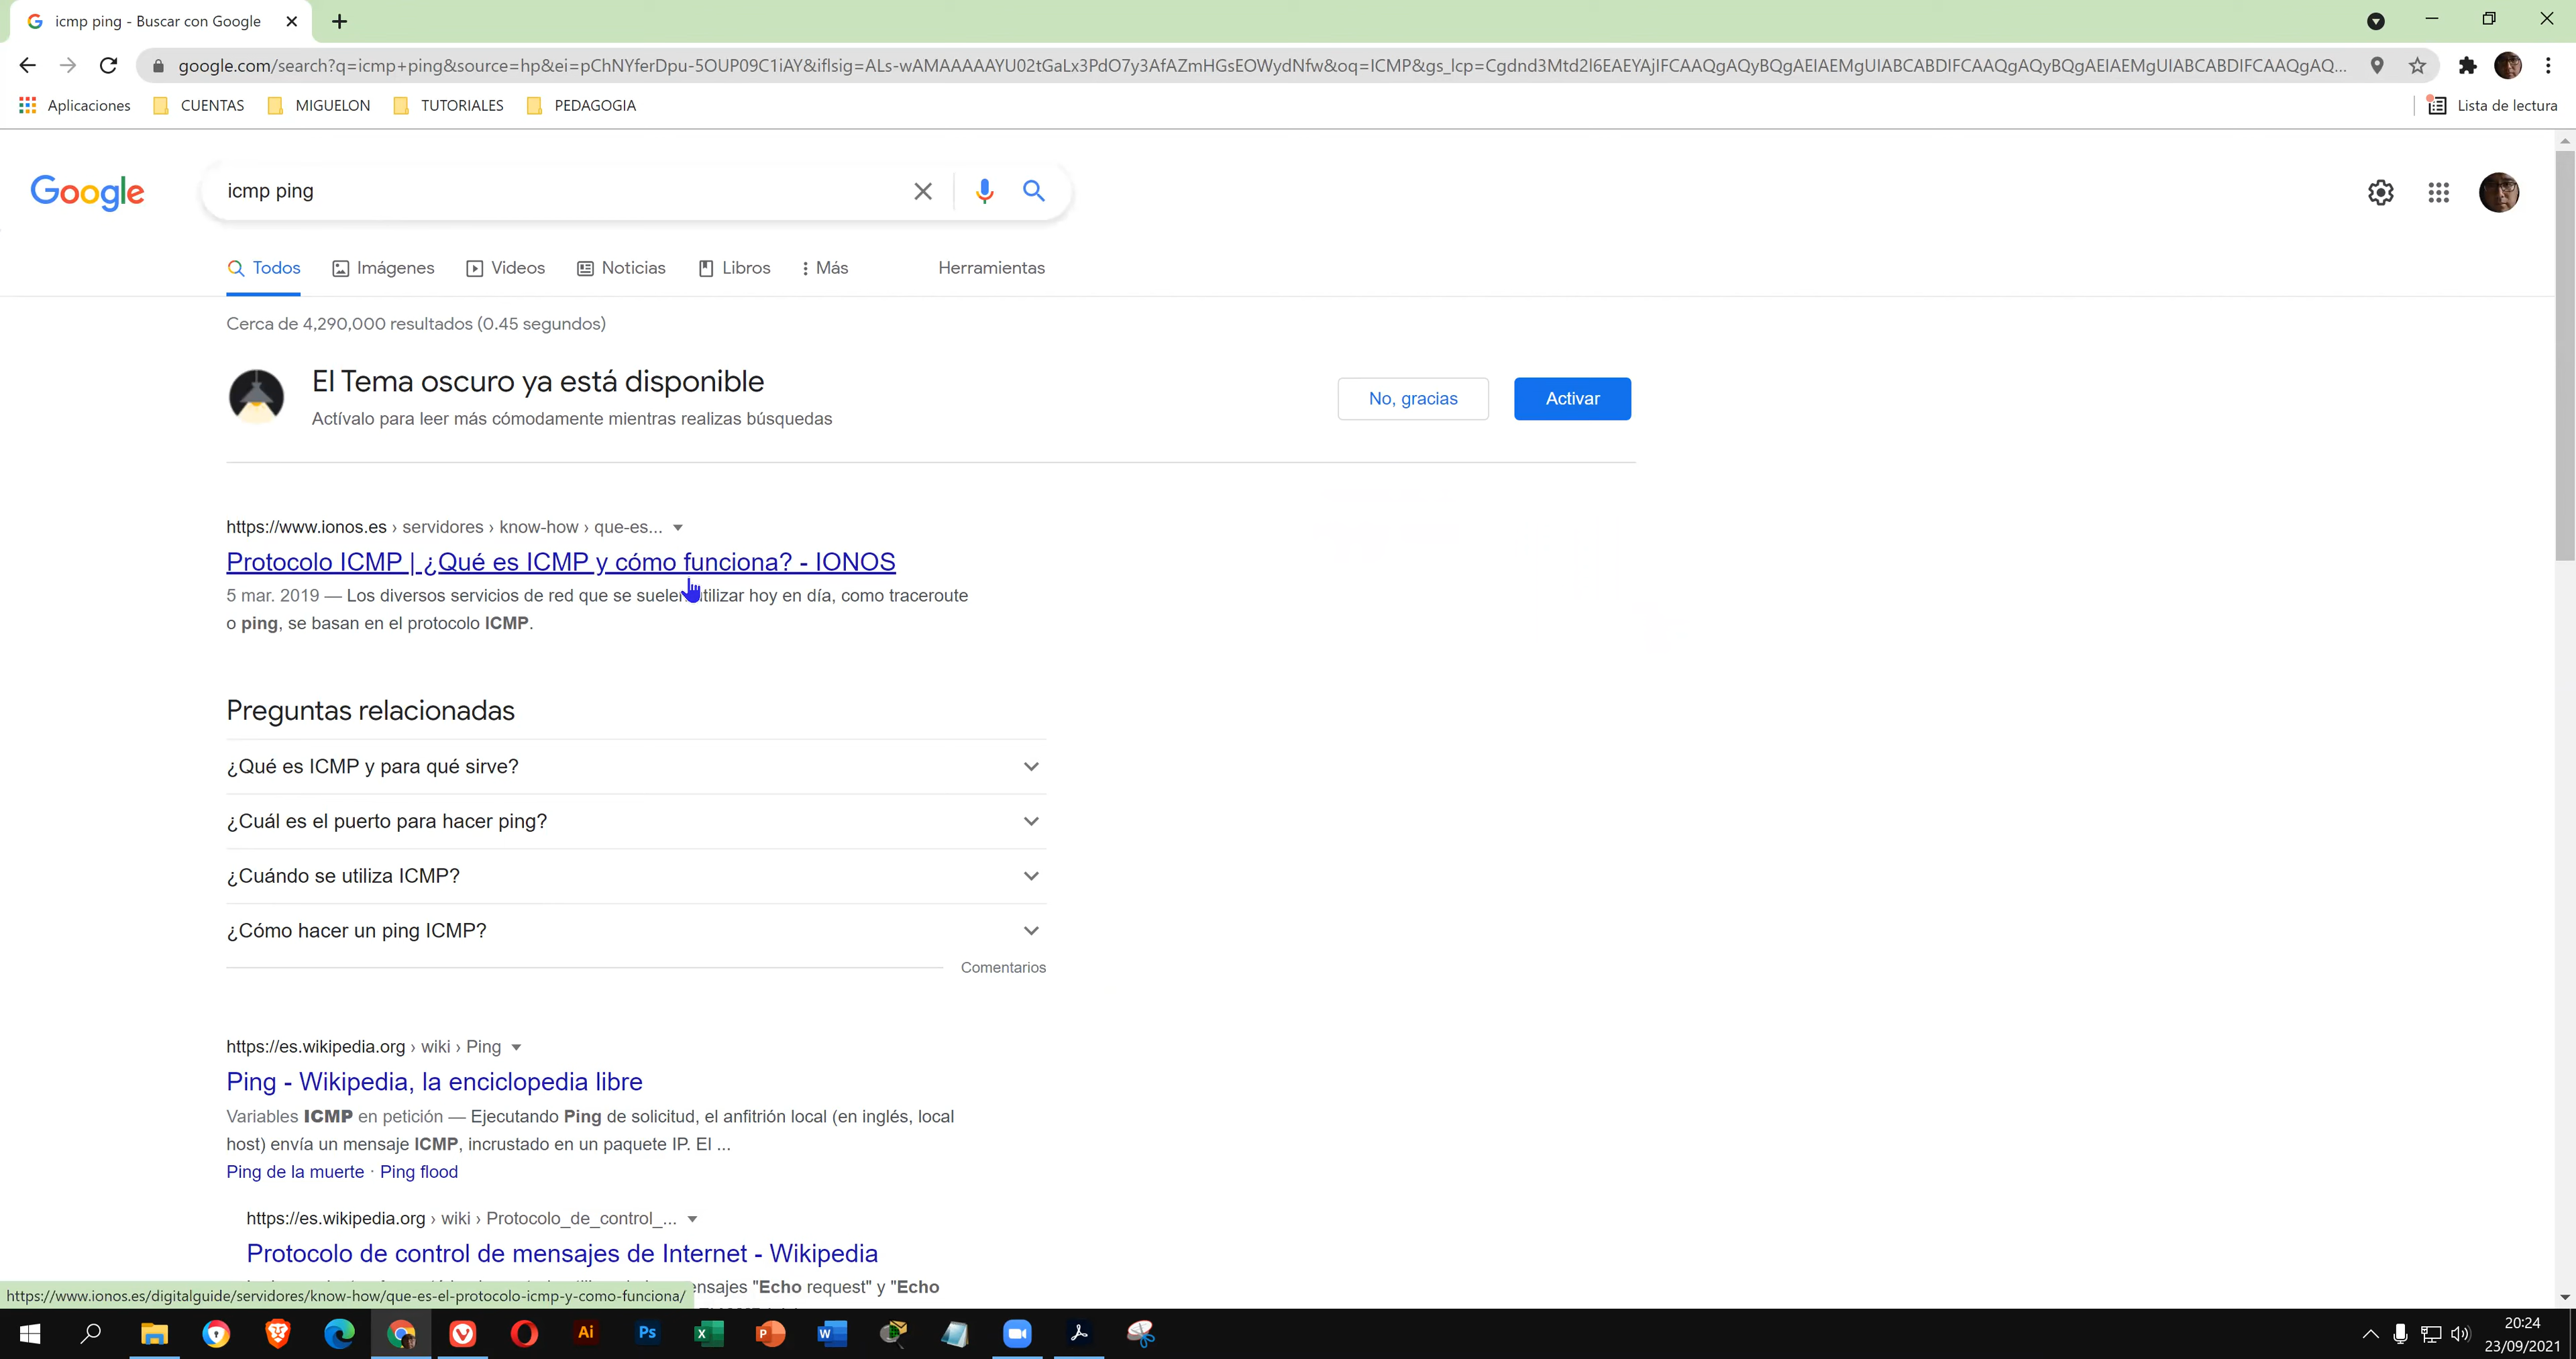 icmp ping - Buscar con Google
google.com/search?q=icmp+ping&source=hp&ei=pChNYferDpu-5OUP09C1iAY&iflsig=ALs-wAMAAAAAYU02tGaLx3PdO7y3AfAZmHGsEOWydNfw&oq=ICMP&gs_lcp=Cgdnd3Mtd2l6EAEYAjIFCAAQgAQyBQgAEIAEMgUIABCABDIFCAAQgAQyBQgAEIAEMgUIABCABDIFCAAQgAQ...
Aplicaciones CUENTAS MIGUELON TUTORIALES PEDAGOGIA Lista de lectura
Google icmp ping
Todos Imágenes Videos Noticias Libros Más Herramientas
Cerca de 4,290,000 resultados (0.45 segundos)
El Tema oscuro ya está disponible
Actívalo para leer más cómodamente mientras realizas búsquedas
No, gracias Activar
https://www.ionos.es › servidores › know-how › que-es...
Protocolo ICMP | ¿Qué es ICMP y cómo funciona? - IONOS
5 mar. 2019 — Los diversos servicios de red que se suelen utilizar hoy en día, como traceroute
o ping, se basan en el protocolo ICMP.
Preguntas relacionadas
¿Qué es ICMP y para qué sirve?
¿Cuál es el puerto para hacer ping?
¿Cuándo se utiliza ICMP?
¿Cómo hacer un ping ICMP?
Comentarios
https://es.wikipedia.org › wiki › Ping
Ping - Wikipedia, la enciclopedia libre
Variables ICMP en petición — Ejecutando Ping de solicitud, el anfitrión local (en inglés, local
host) envía un mensaje ICMP, incrustado en un paquete IP. El ...
Ping de la muerte · Ping flood
https://es.wikipedia.org › wiki › Protocolo_de_control_...
Protocolo de control de mensajes de Internet - Wikipedia
"Echo request" y "Echo
https://www.ionos.es/digitalguide/servidores/know-how/que-es-el-protocolo-icmp-y-como-funciona/
Ai Ps
20:24
23/09/2021